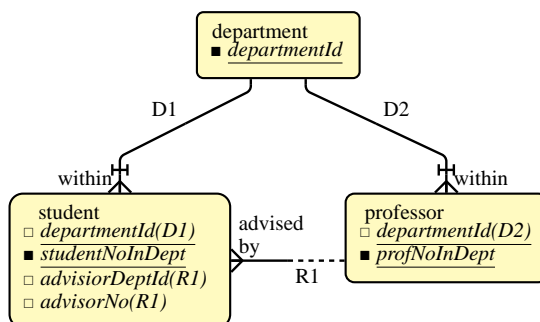 department
■ departmentId
D1
D2
within
within
student
□ departmentId(D1)
■ studentNoInDept
□ advisiorDeptId(R1)
□ advisorNo(R1)
advised
by
R1
professor
□ departmentId(D2)
■ profNoInDept